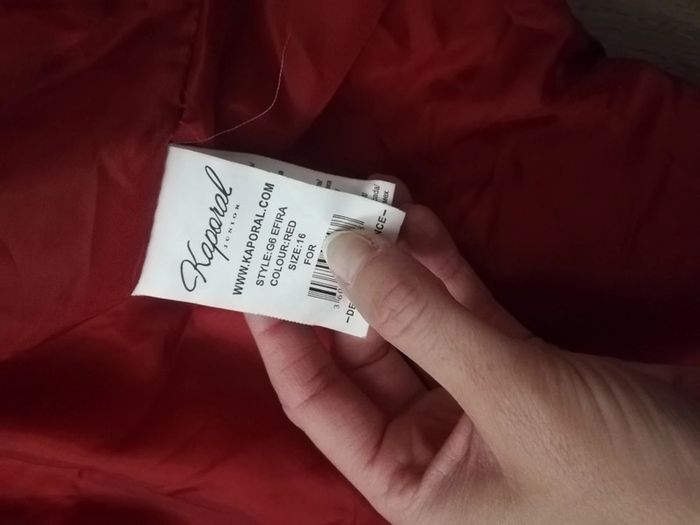 Kaporal
JUNIOR
WWW.KAPORAL.COM
STYLE:G6 EFIRA
COLOUR:RED
SIZE:16
FOR